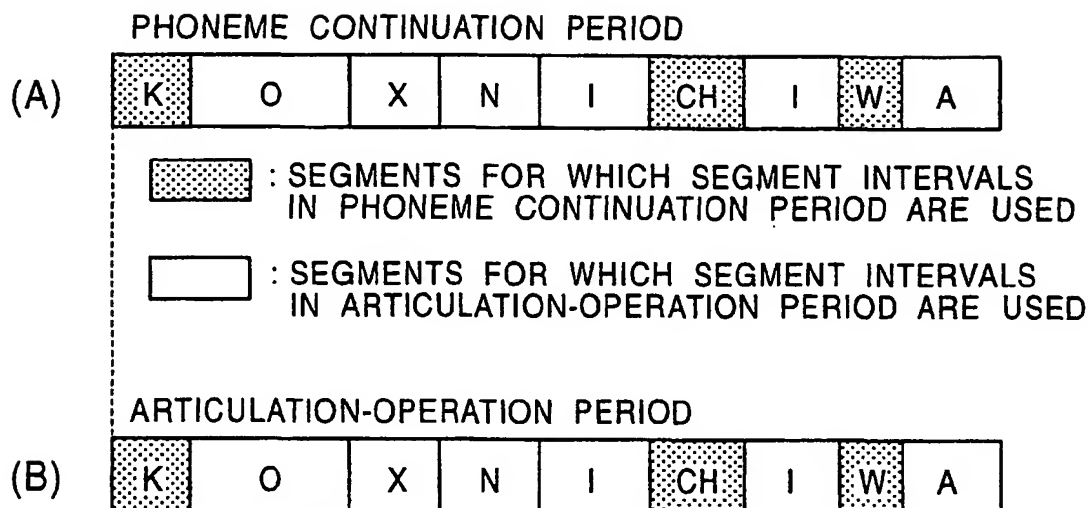 PHONEME CONTINUATION PERIOD
(A) K O X N I CH I W A
: SEGMENTS FOR WHICH SEGMENT INTERVALS
IN PHONEME CONTINUATION PERIOD ARE USED
: SEGMENTS FOR WHICH SEGMENT INTERVALS
IN ARTICULATION-OPERATION PERIOD ARE USED
ARTICULATION-OPERATION PERIOD
(B) K O X N I CH I W A